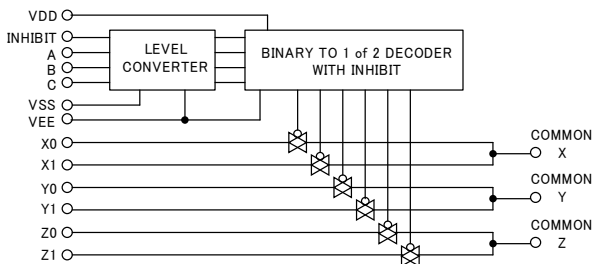 VDD
INHIBIT
A
B
C
VSS
VEE
LEVEL
CONVERTER
BINARY TO 1 of 2 DECODER
WITH INHIBIT
X0
X1
Y0
Y1
Z0
Z1
COMMON
X
COMMON
Y
COMMON
Z